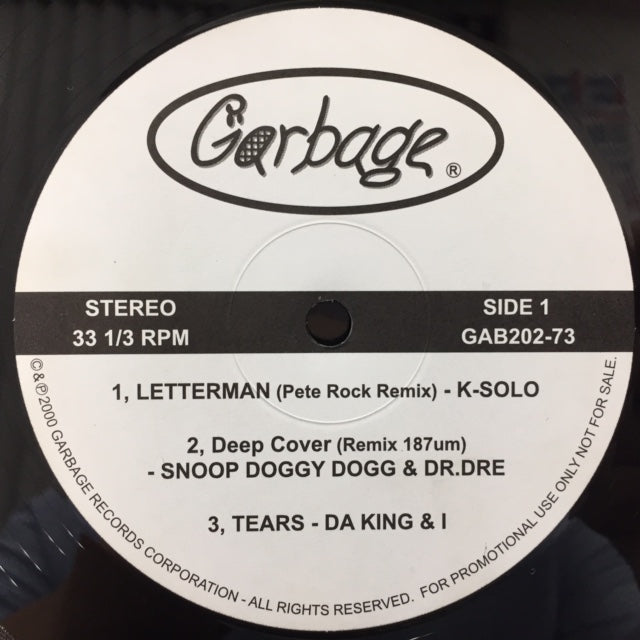 Garbage ®
STEREO
33 1/3 RPM
SIDE 1
GAB202-73
1, LETTERMAN (Pete Rock Remix) - K-SOLO
2, Deep Cover (Remix 187um)
- SNOOP DOGGY DOGG & DR.DRE
3, TEARS - DA KING & I
©&℗2000 GARBAGE RECORDS CORPORATION - ALL RIGHTS RESERVED. FOR PROMOTIONAL USE ONLY NOT FOR SALE.